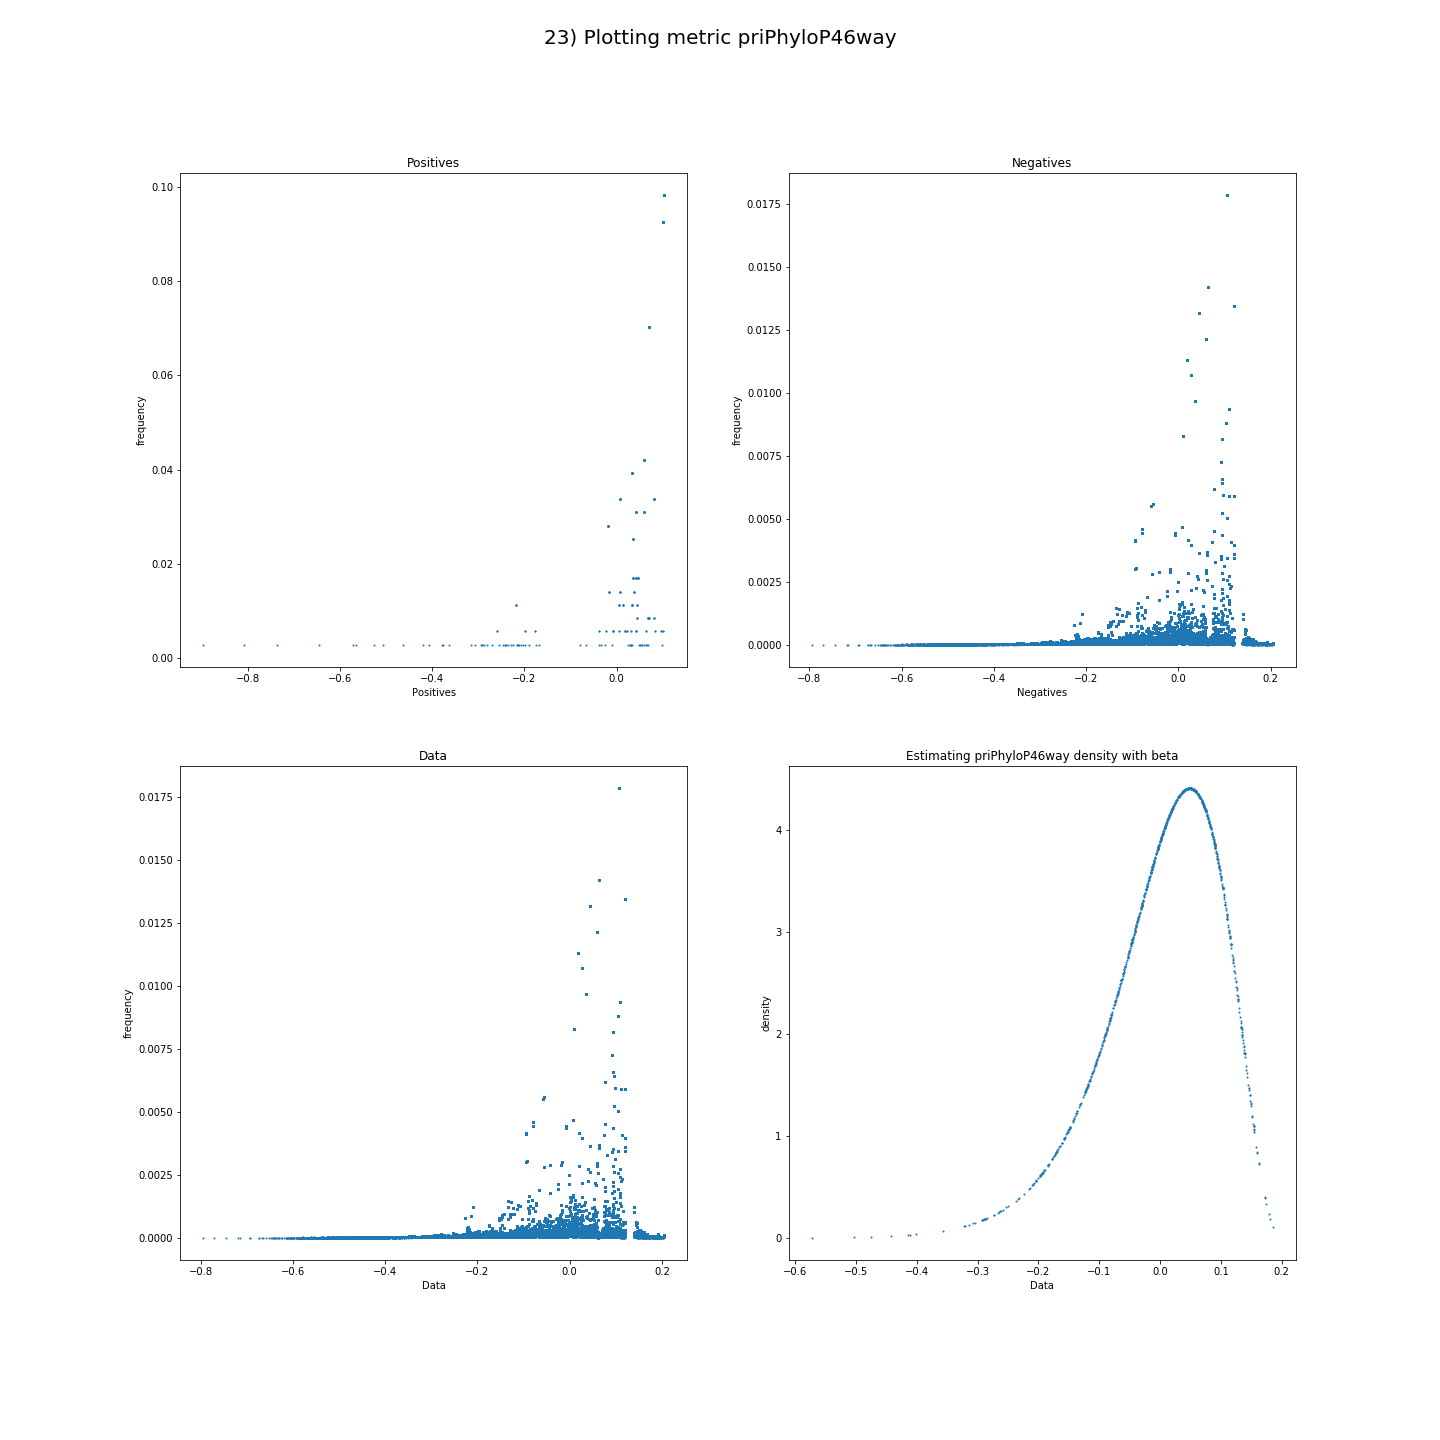 23) Plotting metric priPhyloP46way
Positives
Negatives
0.10
0.08
0.06
0.04
0.02
0.00
frequency
−0.8 −0.6 −0.4 −0.2 0.0
Positives
0.0175
0.0150
0.0125
0.0100
0.0075
0.0050
0.0025
0.0000
frequency
−0.8 −0.6 −0.4 −0.2 0.0 0.2
Negatives
Data
Estimating priPhyloP46way density with beta
0.0175
0.0150
0.0125
0.0100
0.0075
0.0050
0.0025
0.0000
frequency
−0.8 −0.6 −0.4 −0.2 0.0 0.2
Data
4
3
2
1
0
density
−0.6 −0.5 −0.4 −0.3 −0.2 −0.1 0.0 0.1 0.2
Data